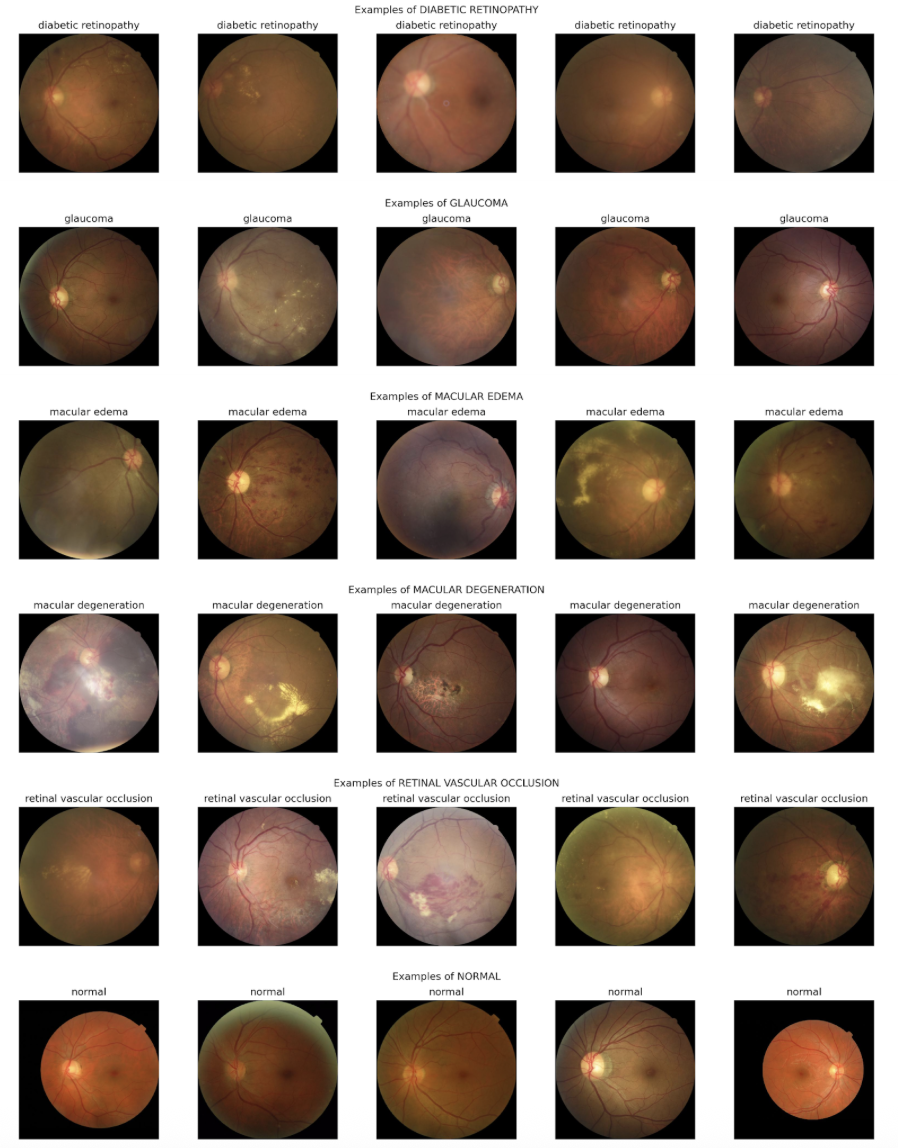 Examples of DIABETIC RETINOPATHY
diabetic retinopathy diabetic retinopathy diabetic retinopathy diabetic retinopathy diabetic retinopathy
Examples of GLAUCOMA
glaucoma glaucoma glaucoma glaucoma glaucoma
Examples of MACULAR EDEMA
macular edema macular edema macular edema macular edema macular edema
Examples of MACULAR DEGENERATION
macular degeneration macular degeneration macular degeneration macular degeneration macular degeneration
Examples of RETINAL VASCULAR OCCLUSION
retinal vascular occlusion retinal vascular occlusion retinal vascular occlusion retinal vascular occlusion retinal vascular occlusion
Examples of NORMAL
normal normal normal normal normal